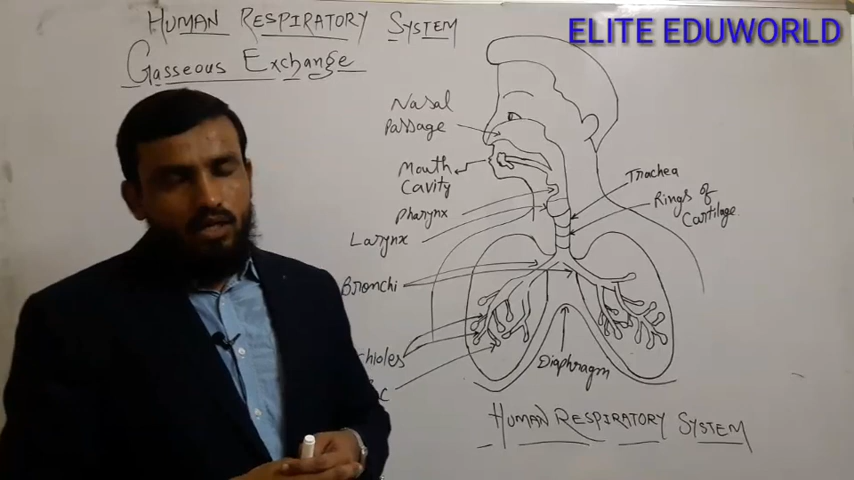 HUMAN RESPIRATORY SYSTEM
ELITE EDUWORLD
Gasseous Exchange
Nasal
Passage
Mouth
Cavity
Pharynx
Larynx
Trachea
Rings of
Cartilage
Bronchi
chioles
Diaphragm
HUMAN RESPIRATORY SYSTEM